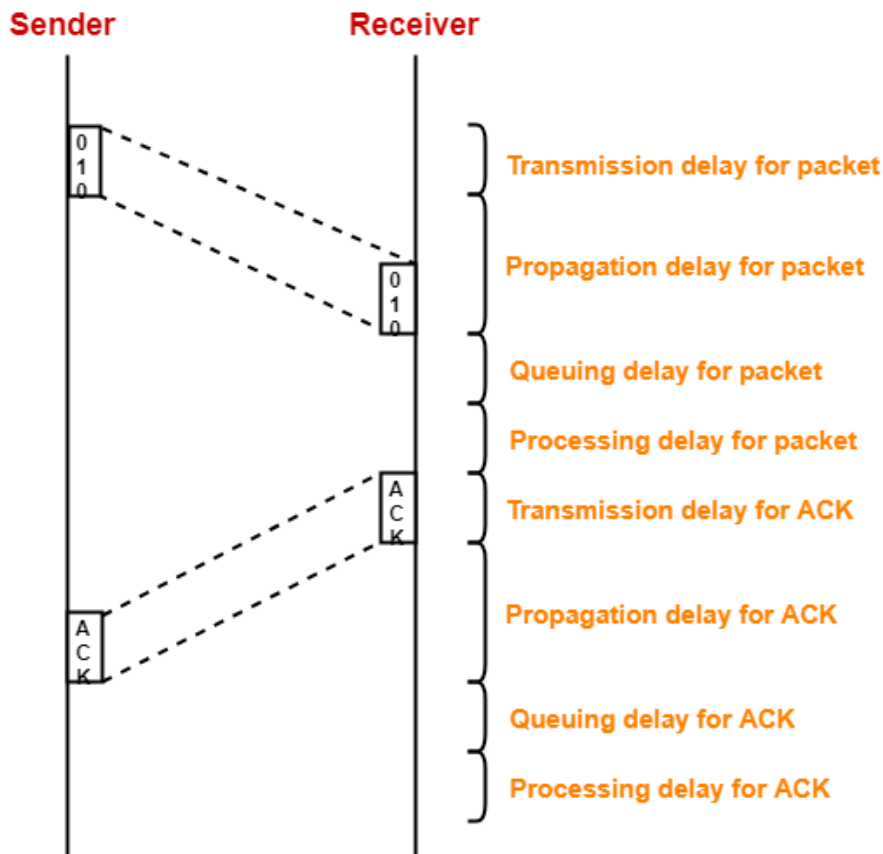 Sender
Receiver
0
1
0
Transmission delay for packet
Propagation delay for packet
0
1
0
Queuing delay for packet
Processing delay for packet
A
C
K
Transmission delay for ACK
Propagation delay for ACK
A
C
K
Queuing delay for ACK
Processing delay for ACK